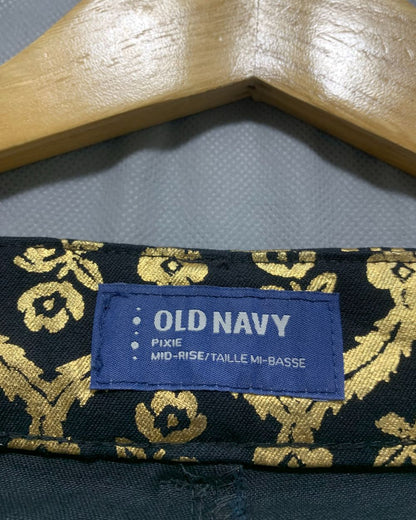 OLD NAVY
PIXIE
MID-RISE/TAILLE MI-BASSE